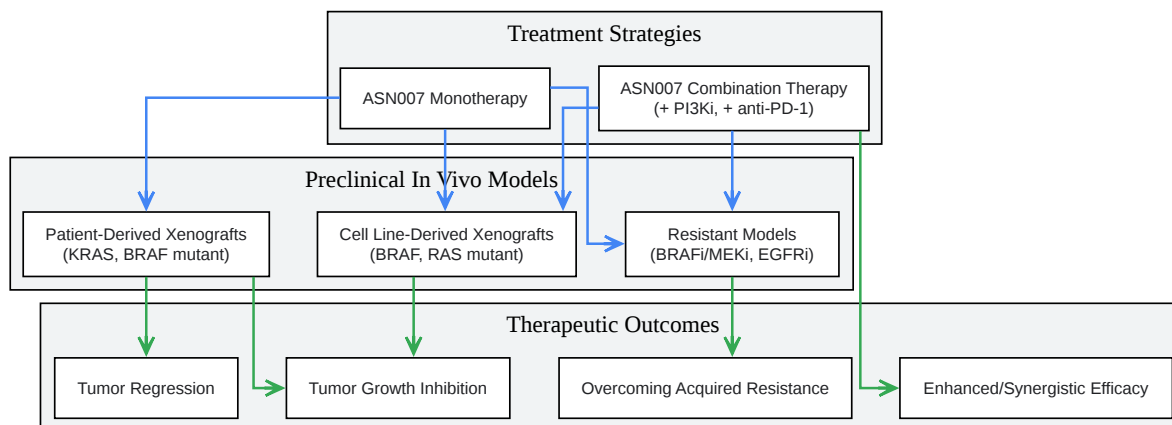 Treatment Strategies
ASN007 Monotherapy
ASN007 Combination Therapy
(+ PI3Ki, + anti-PD-1)
Preclinical In Vivo Models
Patient-Derived Xenografts
(KRAS, BRAF mutant)
Cell Line-Derived Xenografts
(BRAF, RAS mutant)
Resistant Models
(BRAFi/MEKi, EGFRi)
Therapeutic Outcomes
Tumor Regression
Tumor Growth Inhibition
Overcoming Acquired Resistance
Enhanced/Synergistic Efficacy